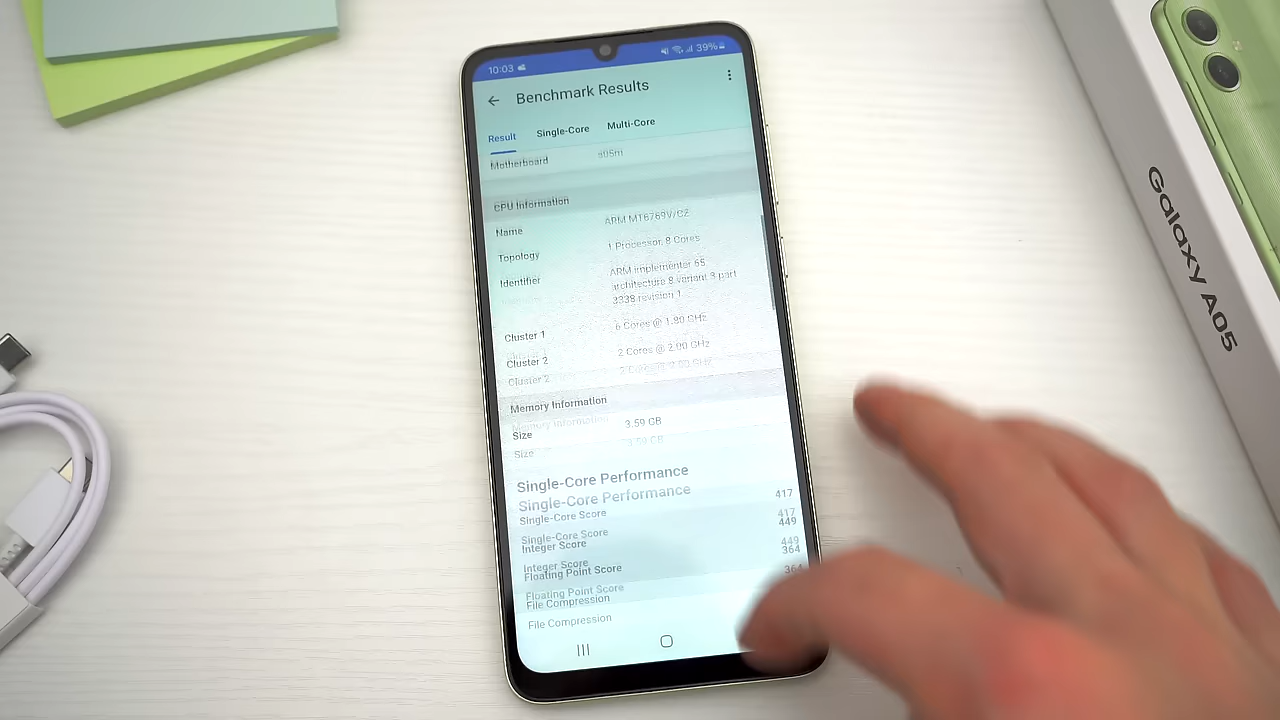 10:03
39%
Benchmark Results
Result Single-Core Multi-Core
Motherboard a05m
CPU Information
Name ARM MT6769V/CZ
Topology 1 Processor, 8 Cores
Identifier ARM implementer 65
architecture 8 variant 3 part
3338 revision 1
Cluster 1 6 Cores @ 1.80 GHz
Cluster 2 2 Cores @ 2.00 GHz
Memory Information
Size 3.59 GB
Single-Core Performance
Single-Core Score 417
Integer Score 449
Floating Point Score 364
File Compression
Galaxy A05